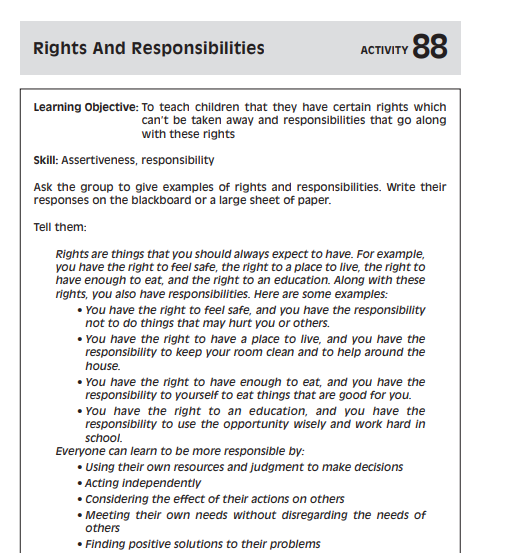 Rights And Responsibilities
ACTIVITY 88
Learning Objective: To teach children that they have certain rights which
can't be taken away and responsibilities that go along
with these rights
Skill: Assertiveness, responsibility
Ask the group to give examples of rights and responsibilities. Write their
responses on the blackboard or a large sheet of paper.
Tell them:
Rights are things that you should always expect to have. For example,
you have the right to feel safe, the right to a place to live, the right to
have enough to eat, and the right to an education. Along with these
rights, you also have responsibilities. Here are some examples:
• You have the right to feel safe, and you have the responsibility
not to do things that may hurt you or others.
• You have the right to have a place to live, and you have the
responsibility to keep your room clean and to help around the
house.
• You have the right to have enough to eat, and you have the
responsibility to yourself to eat things that are good for you.
• You have the right to an education, and you have the
responsibility to use the opportunity wisely and work hard in
school.
Everyone can learn to be more responsible by:
• Using their own resources and judgment to make decisions
• Acting independently
• Considering the effect of their actions on others
• Meeting their own needs without disregarding the needs of
others
• Finding positive solutions to their problems